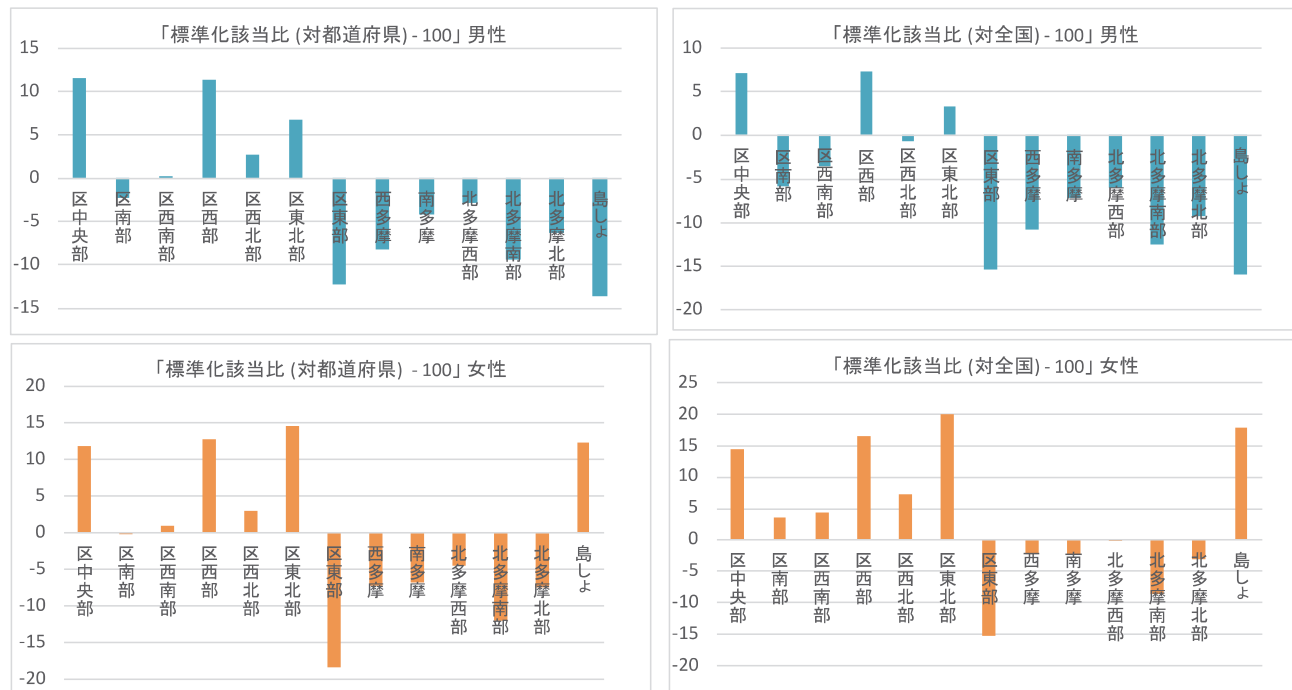 「標準化該当比 (対都道府県) - 100」 男性
15
10
5
0
-5
-10
-15
区中央部
区南部
区西南部
区西部
区西北部
区東北部
区東部
西多摩
南多摩
北多摩西部
北多摩南部
北多摩北部
島しょ
「標準化該当比 (対全国) - 100」 男性
10
5
0
-5
-10
-15
-20
区中央部
区南部
区西南部
区西部
区西北部
区東北部
区東部
西多摩
南多摩
北多摩西部
北多摩南部
北多摩北部
島しょ
「標準化該当比 (対都道府県) - 100」 女性
20
15
10
5
0
-5
-10
-15
-20
区中央部
区南部
区西南部
区西部
区西北部
区東北部
区東部
西多摩
南多摩
北多摩西部
北多摩南部
北多摩北部
島しょ
「標準化該当比 (対全国) - 100」 女性
25
20
15
10
5
0
-5
-10
-15
-20
区中央部
区南部
区西南部
区西部
区西北部
区東北部
区東部
西多摩
南多摩
北多摩西部
北多摩南部
北多摩北部
島しょ